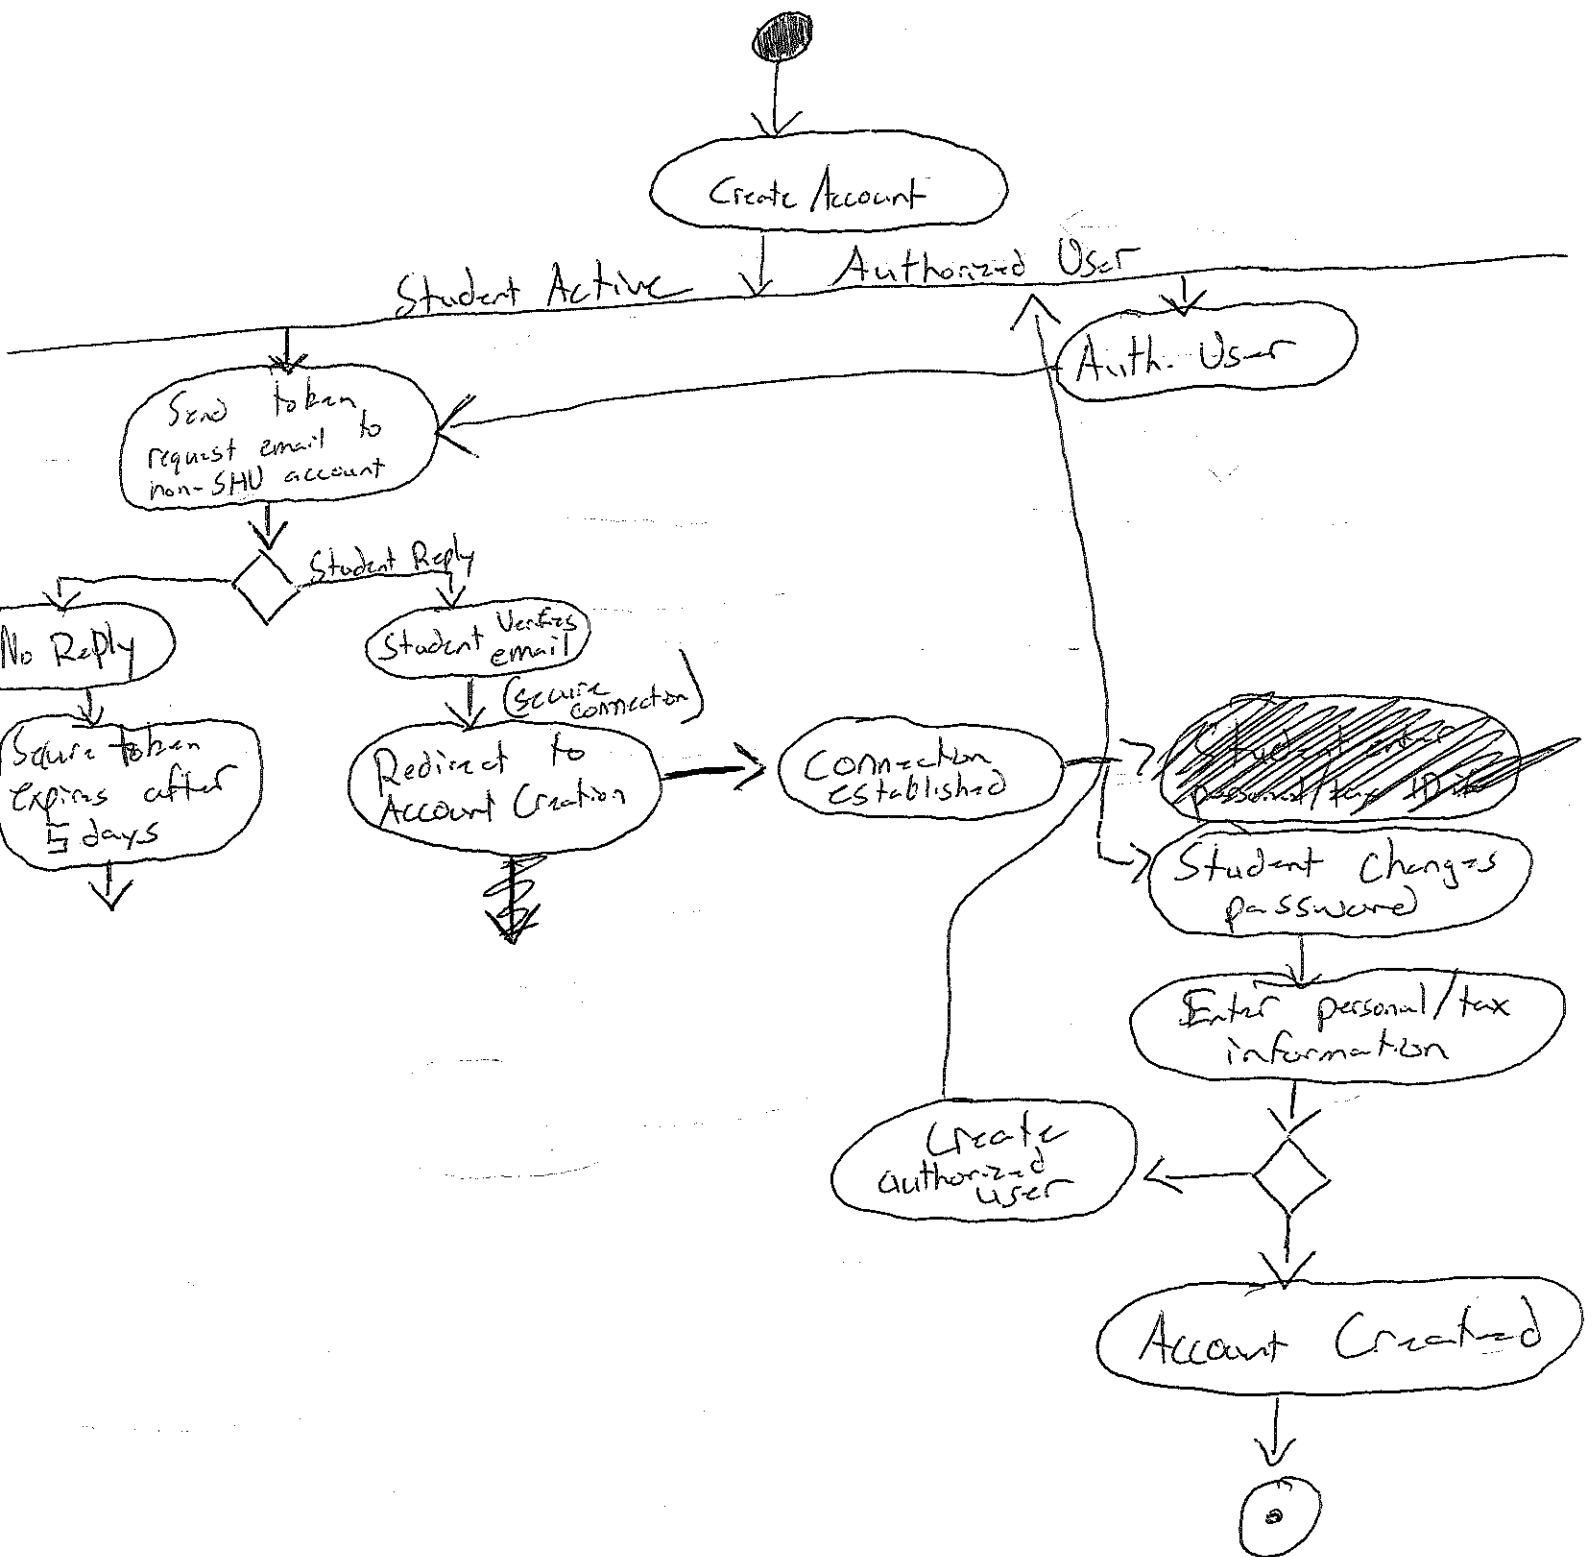 Create Account
Student Active
Authorized User
Auth. User
Send token
request email to
non-SHU account
Student Reply
No Reply
Student Verifies
email
(secure
connection)
Secure token
expires after
5 days
Redirect to
Account Creation
Connection
established
Student
Student changes
password
Enter personal/tax
information
Create
authorized
user
Account Created